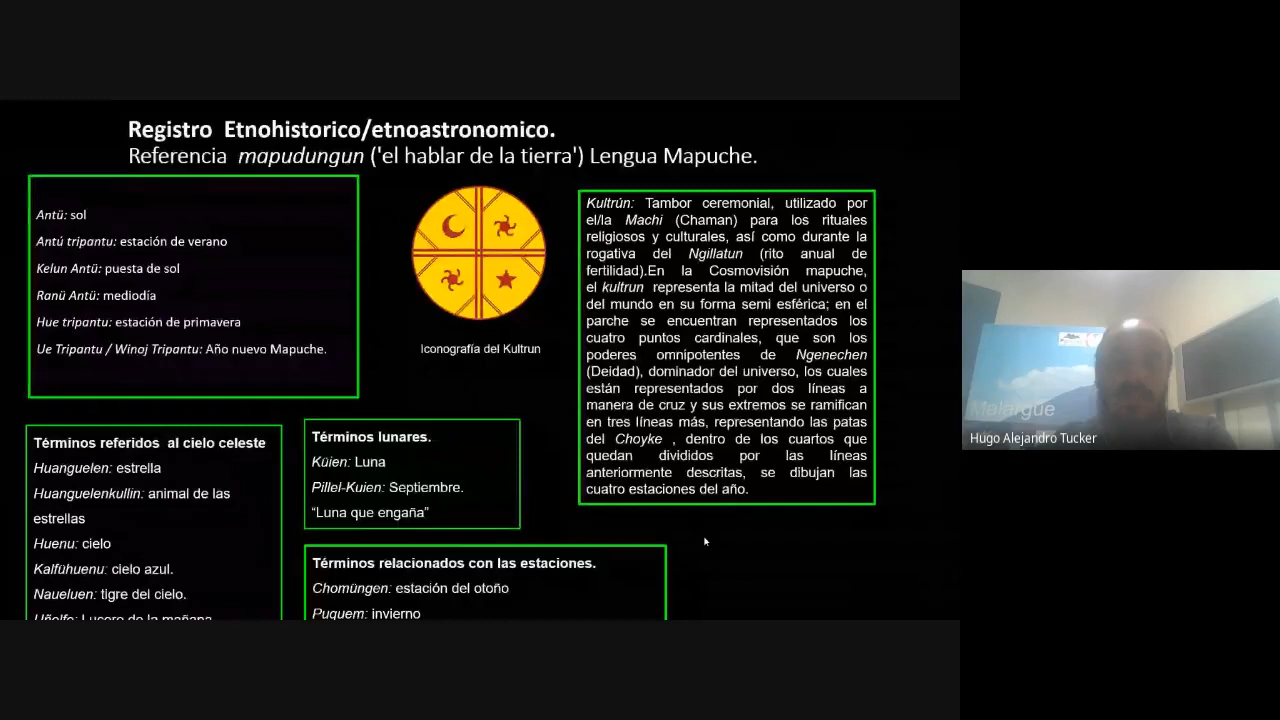 Registro Etnohistorico/etnoastronomico.
Referencia mapudungun ('el hablar de la tierra') Lengua Mapuche.
Antü: sol
Antú tripantu: estación de verano
Kelun Antü: puesta de sol
Ranü Antü: mediodía
Hue tripantu: estación de primavera
Ue Tripantu / Winoj Tripantu: Año nuevo Mapuche.
Iconografía del Kultrun
Kultrún: Tambor ceremonial, utilizado por
el/la Machi (Chaman) para los rituales
religiosos y culturales, así como durante la
rogativa del Ngillatun (rito anual de
fertilidad).En la Cosmovisión mapuche,
el kultrun representa la mitad del universo o
del mundo en su forma semi esférica; en el
parche se encuentran representados los
cuatro puntos cardinales, que son los
poderes omnipotentes de Ngenechen
(Deidad), dominador del universo, los cuales
están representados por dos líneas a
manera de cruz y sus extremos se ramifican
en tres líneas más, representando las patas
del Choyke , dentro de los cuartos que
quedan divididos por las líneas
anteriormente descritas, se dibujan las
cuatro estaciones del año.
Términos referidos al cielo celeste
Huanguelen: estrella
Huanguelenkullin: animal de las
estrellas
Huenu: cielo
Kalfühuenu: cielo azul.
Naueluen: tigre del cielo.
Uñolfe: Lucero de la mañana
Términos lunares.
Küien: Luna
Pillel-Kuien: Septiembre.
“Luna que engaña”
Términos relacionados con las estaciones.
Chomüngen: estación del otoño
Puquem: invierno
Malargüe
Hugo Alejandro Tucker